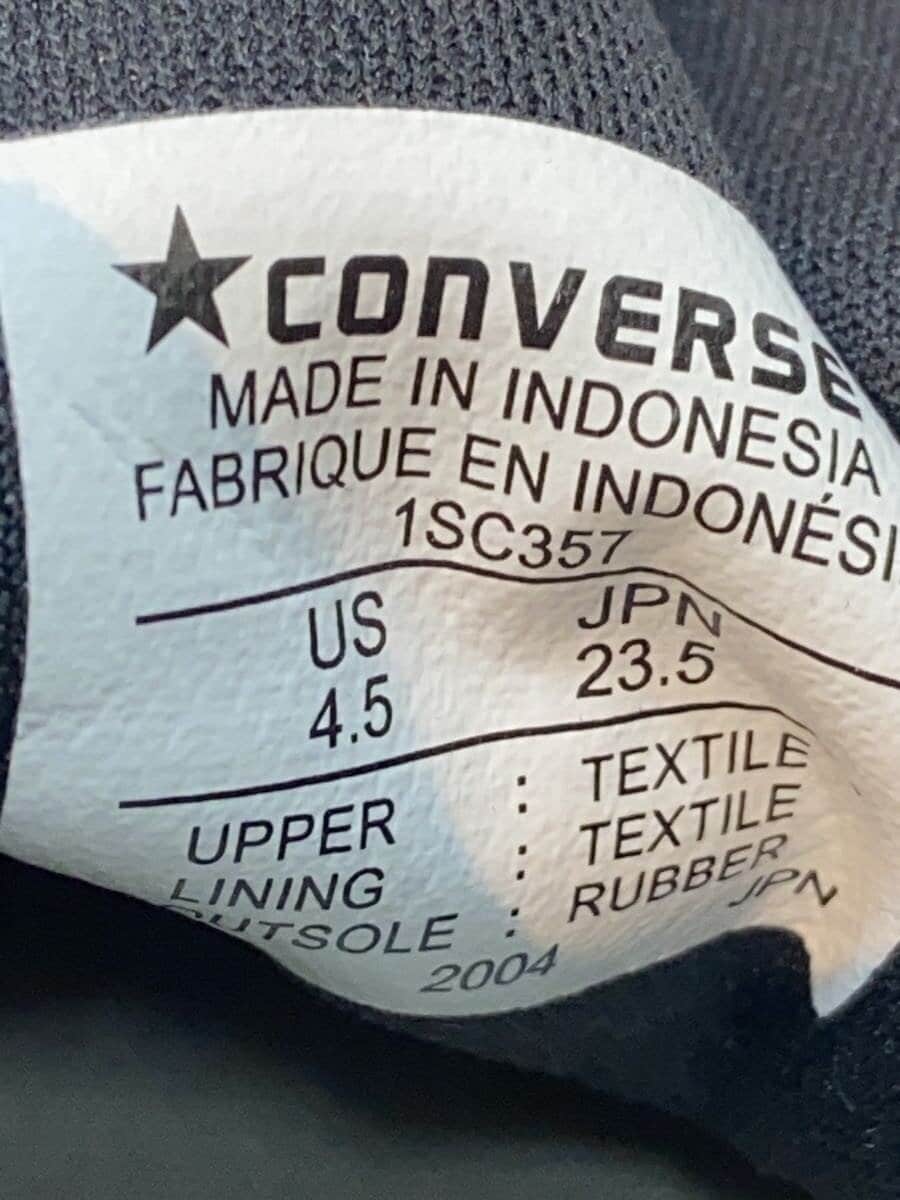 ★CONVERSE
MADE IN INDONESIA
FABRIQUE EN INDONÉSI
1SC357
US JPN
4.5 23.5
UPPER : TEXTILE
LINING : TEXTILE
OUTSOLE : RUBBER
2004 JPN